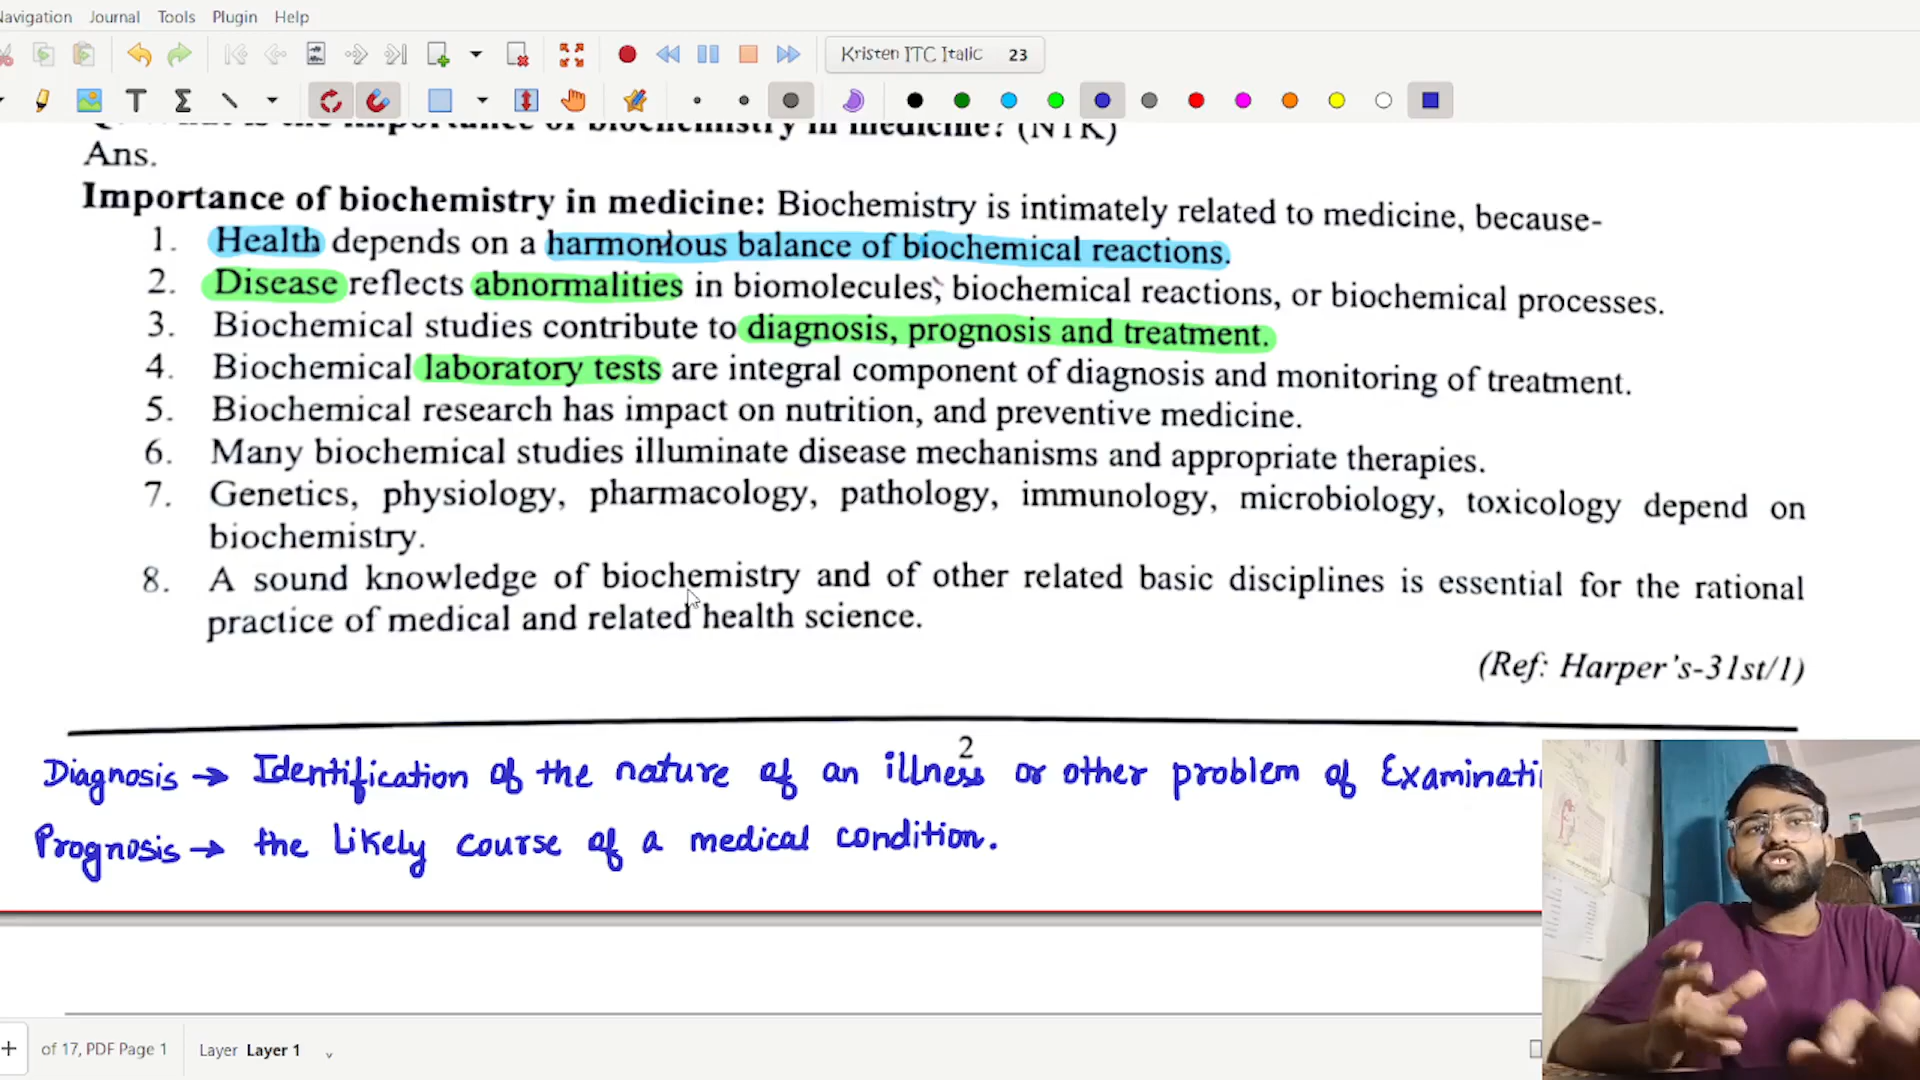 Navigation Journal Tools Plugin Help
Kristen ITC Italic 23
importance of biochemistry in medicine? (NTK)
Ans.
Importance of biochemistry in medicine: Biochemistry is intimately related to medicine, because-
1. Health depends on a harmonious balance of biochemical reactions.
2. Disease reflects abnormalities in biomolecules, biochemical reactions, or biochemical processes.
3. Biochemical studies contribute to diagnosis, prognosis and treatment.
4. Biochemical laboratory tests are integral component of diagnosis and monitoring of treatment.
5. Biochemical research has impact on nutrition, and preventive medicine.
6. Many biochemical studies illuminate disease mechanisms and appropriate therapies.
7. Genetics, physiology, pharmacology, pathology, immunology, microbiology, toxicology depend on
biochemistry.
8. A sound knowledge of biochemistry and of other related basic disciplines is essential for the rational
practice of medical and related health science.
(Ref: Harper's-31st/1)
2
Diagnosis → Identification of the nature of an illness or other problem of Examinati
Prognosis → the likely course of a medical condition.
of 17, PDF Page 1 Layer Layer 1